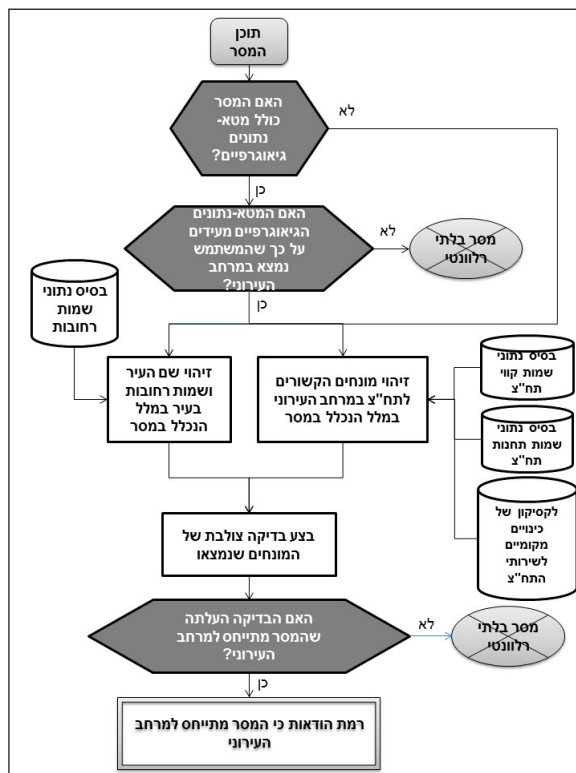 תוכן
המסר
האם המסר
כולל מטא-
נתונים
גיאוגרפיים?
לא
כן
האם המטא-נתונים
הגיאוגרפיים מעידים
על כך שהמשתמש
נמצא במרחב
העירוני?
לא
מסר בלתי
רלוונטי
כן
בסיס נתוני
שמות
רחובות
זיהוי מונחים הקשורים
לתח"צ במרחב העירוני
במלל הנכלל במסר
זיהוי שם העיר
ושמות רחובות
בעיר במלל
הנכלל במסר
בסיס נתוני
שמות קווי
תח"צ
בסיס נתוני
שמות תחנות
תח"צ
לקסיקון של
כינויים
מקומיים
לשירותי
התח"צ
בצע בדיקה צולבת של
המונחים שנמצאו
האם הבדיקה העלתה
שהמסר מתייחס למרחב
העירוני?
לא
מסר בלתי
רלוונטי
כן
רמת הודאות כי המסר מתייחס למרחב
העירוני